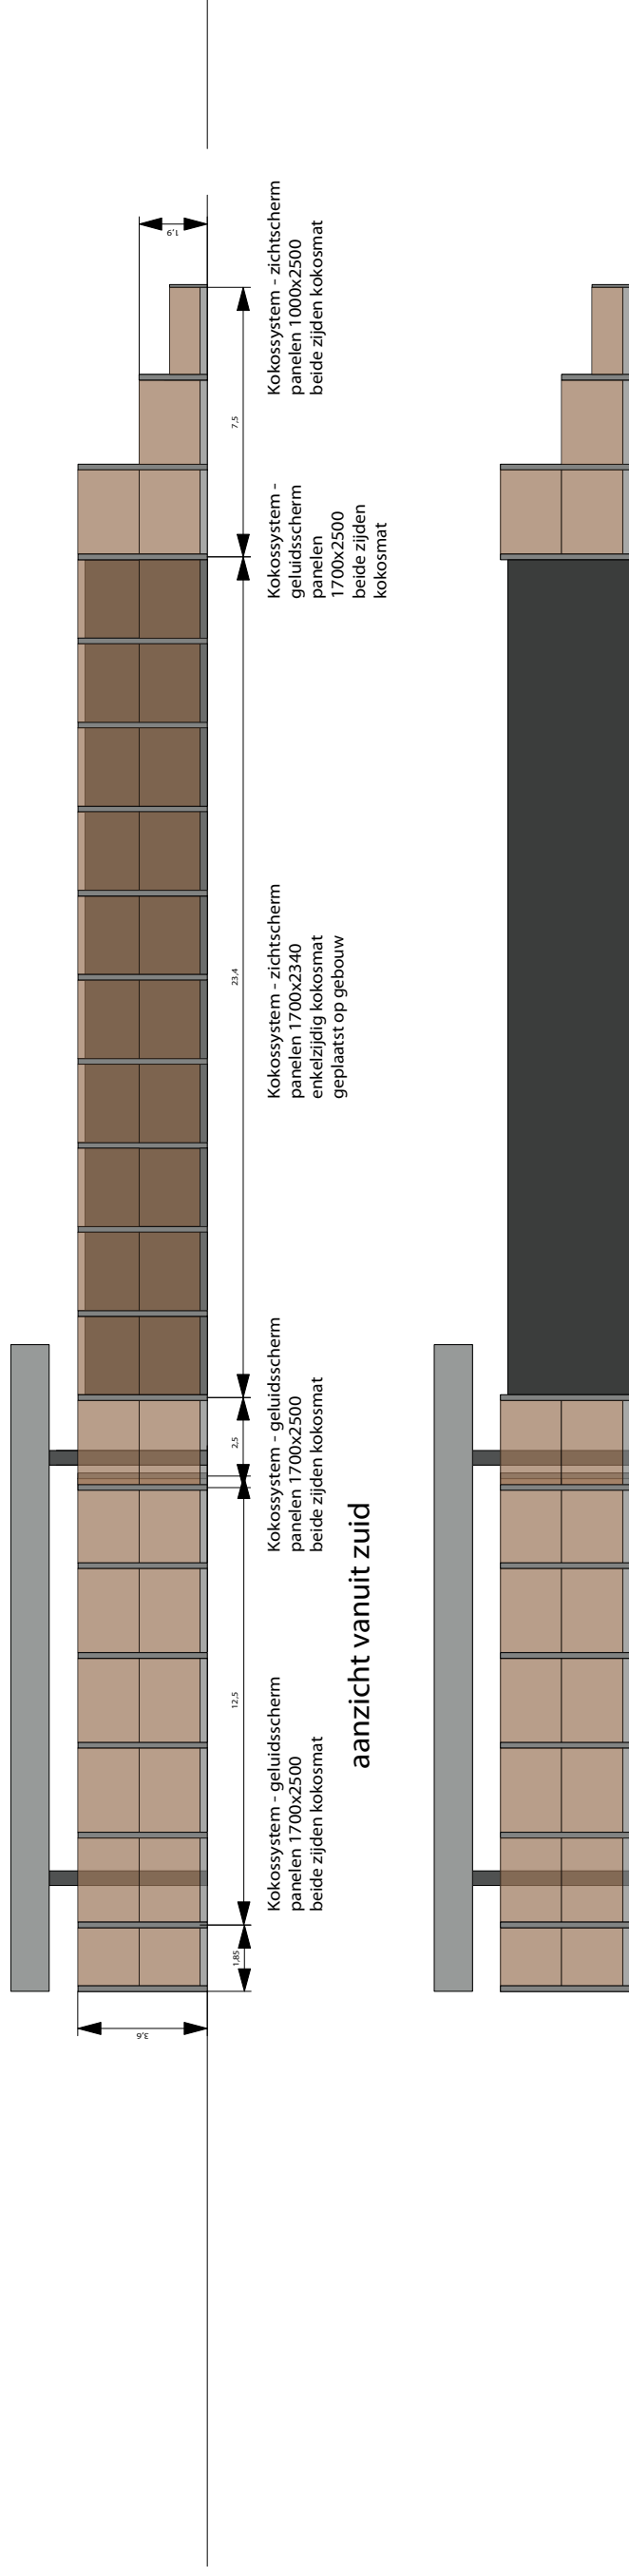 3,6
1,85
12,5
2,5
23,4
7,5
1,9
Kokossystem - geluidsscherm
panelen 1700x2500
beide zijden kokosmat
Kokossystem - geluidsscherm
panelen 1700x2500
beide zijden kokosmat
Kokossystem - zichtscherm
panelen 1700x2340
enkelzijdig kokosmat
geplaatst op gebouw
Kokossystem -
geluidsscherm
panelen
1700x2500
beide zijden
kokosmat
Kokossystem - zichtscherm
panelen 1000x2500
beide zijden kokosmat
aanzicht vanuit zuid